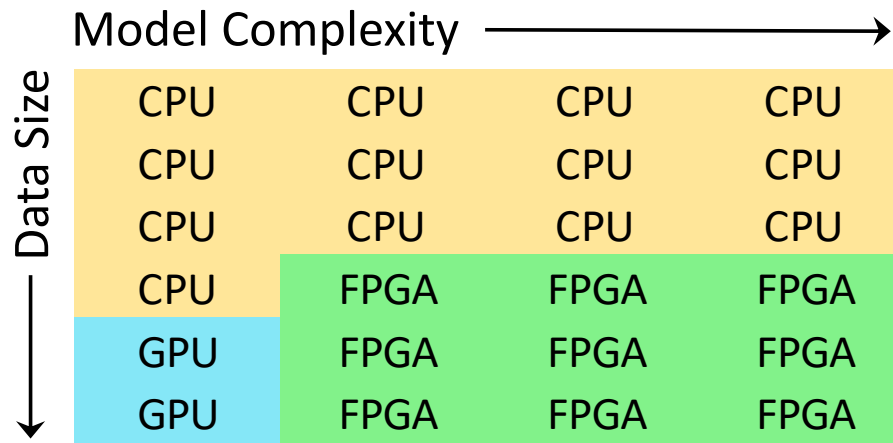 Model Complexity
Data Size
CPU CPU CPU CPU
CPU CPU CPU CPU
CPU CPU CPU CPU
CPU FPGA FPGA FPGA
GPU FPGA FPGA FPGA
GPU FPGA FPGA FPGA